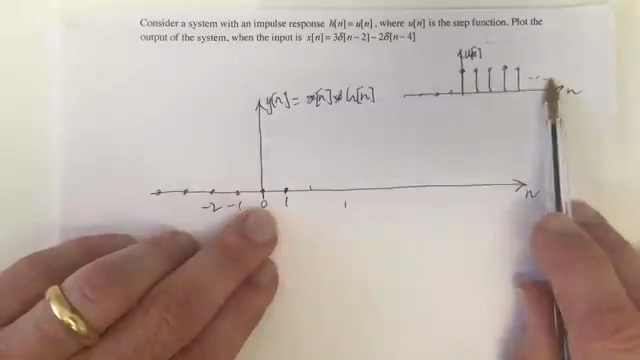 Consider a system with an impulse response h[n] = u[n], where u[n] is the step function. Plot the
output of the system, when the input is x[n] = 3δ[n−2]−2δ[n−4]
u[n]
y[n] = x[n] * h[n]
n
n
-2 -1 0 1